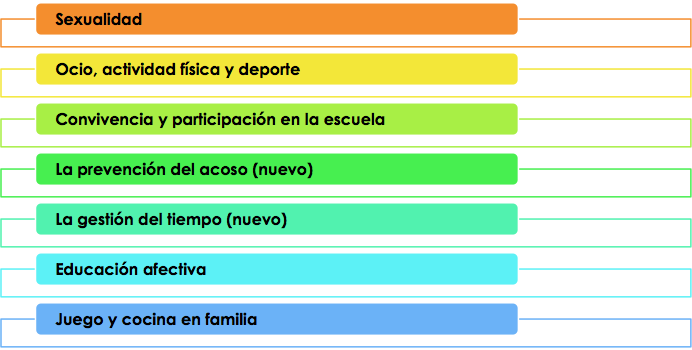 Sexualidad
Ocio, actividad física y deporte
Convivencia y participación en la escuela
La prevención del acoso (nuevo)
La gestión del tiempo (nuevo)
Educación afectiva
Juego y cocina en familia